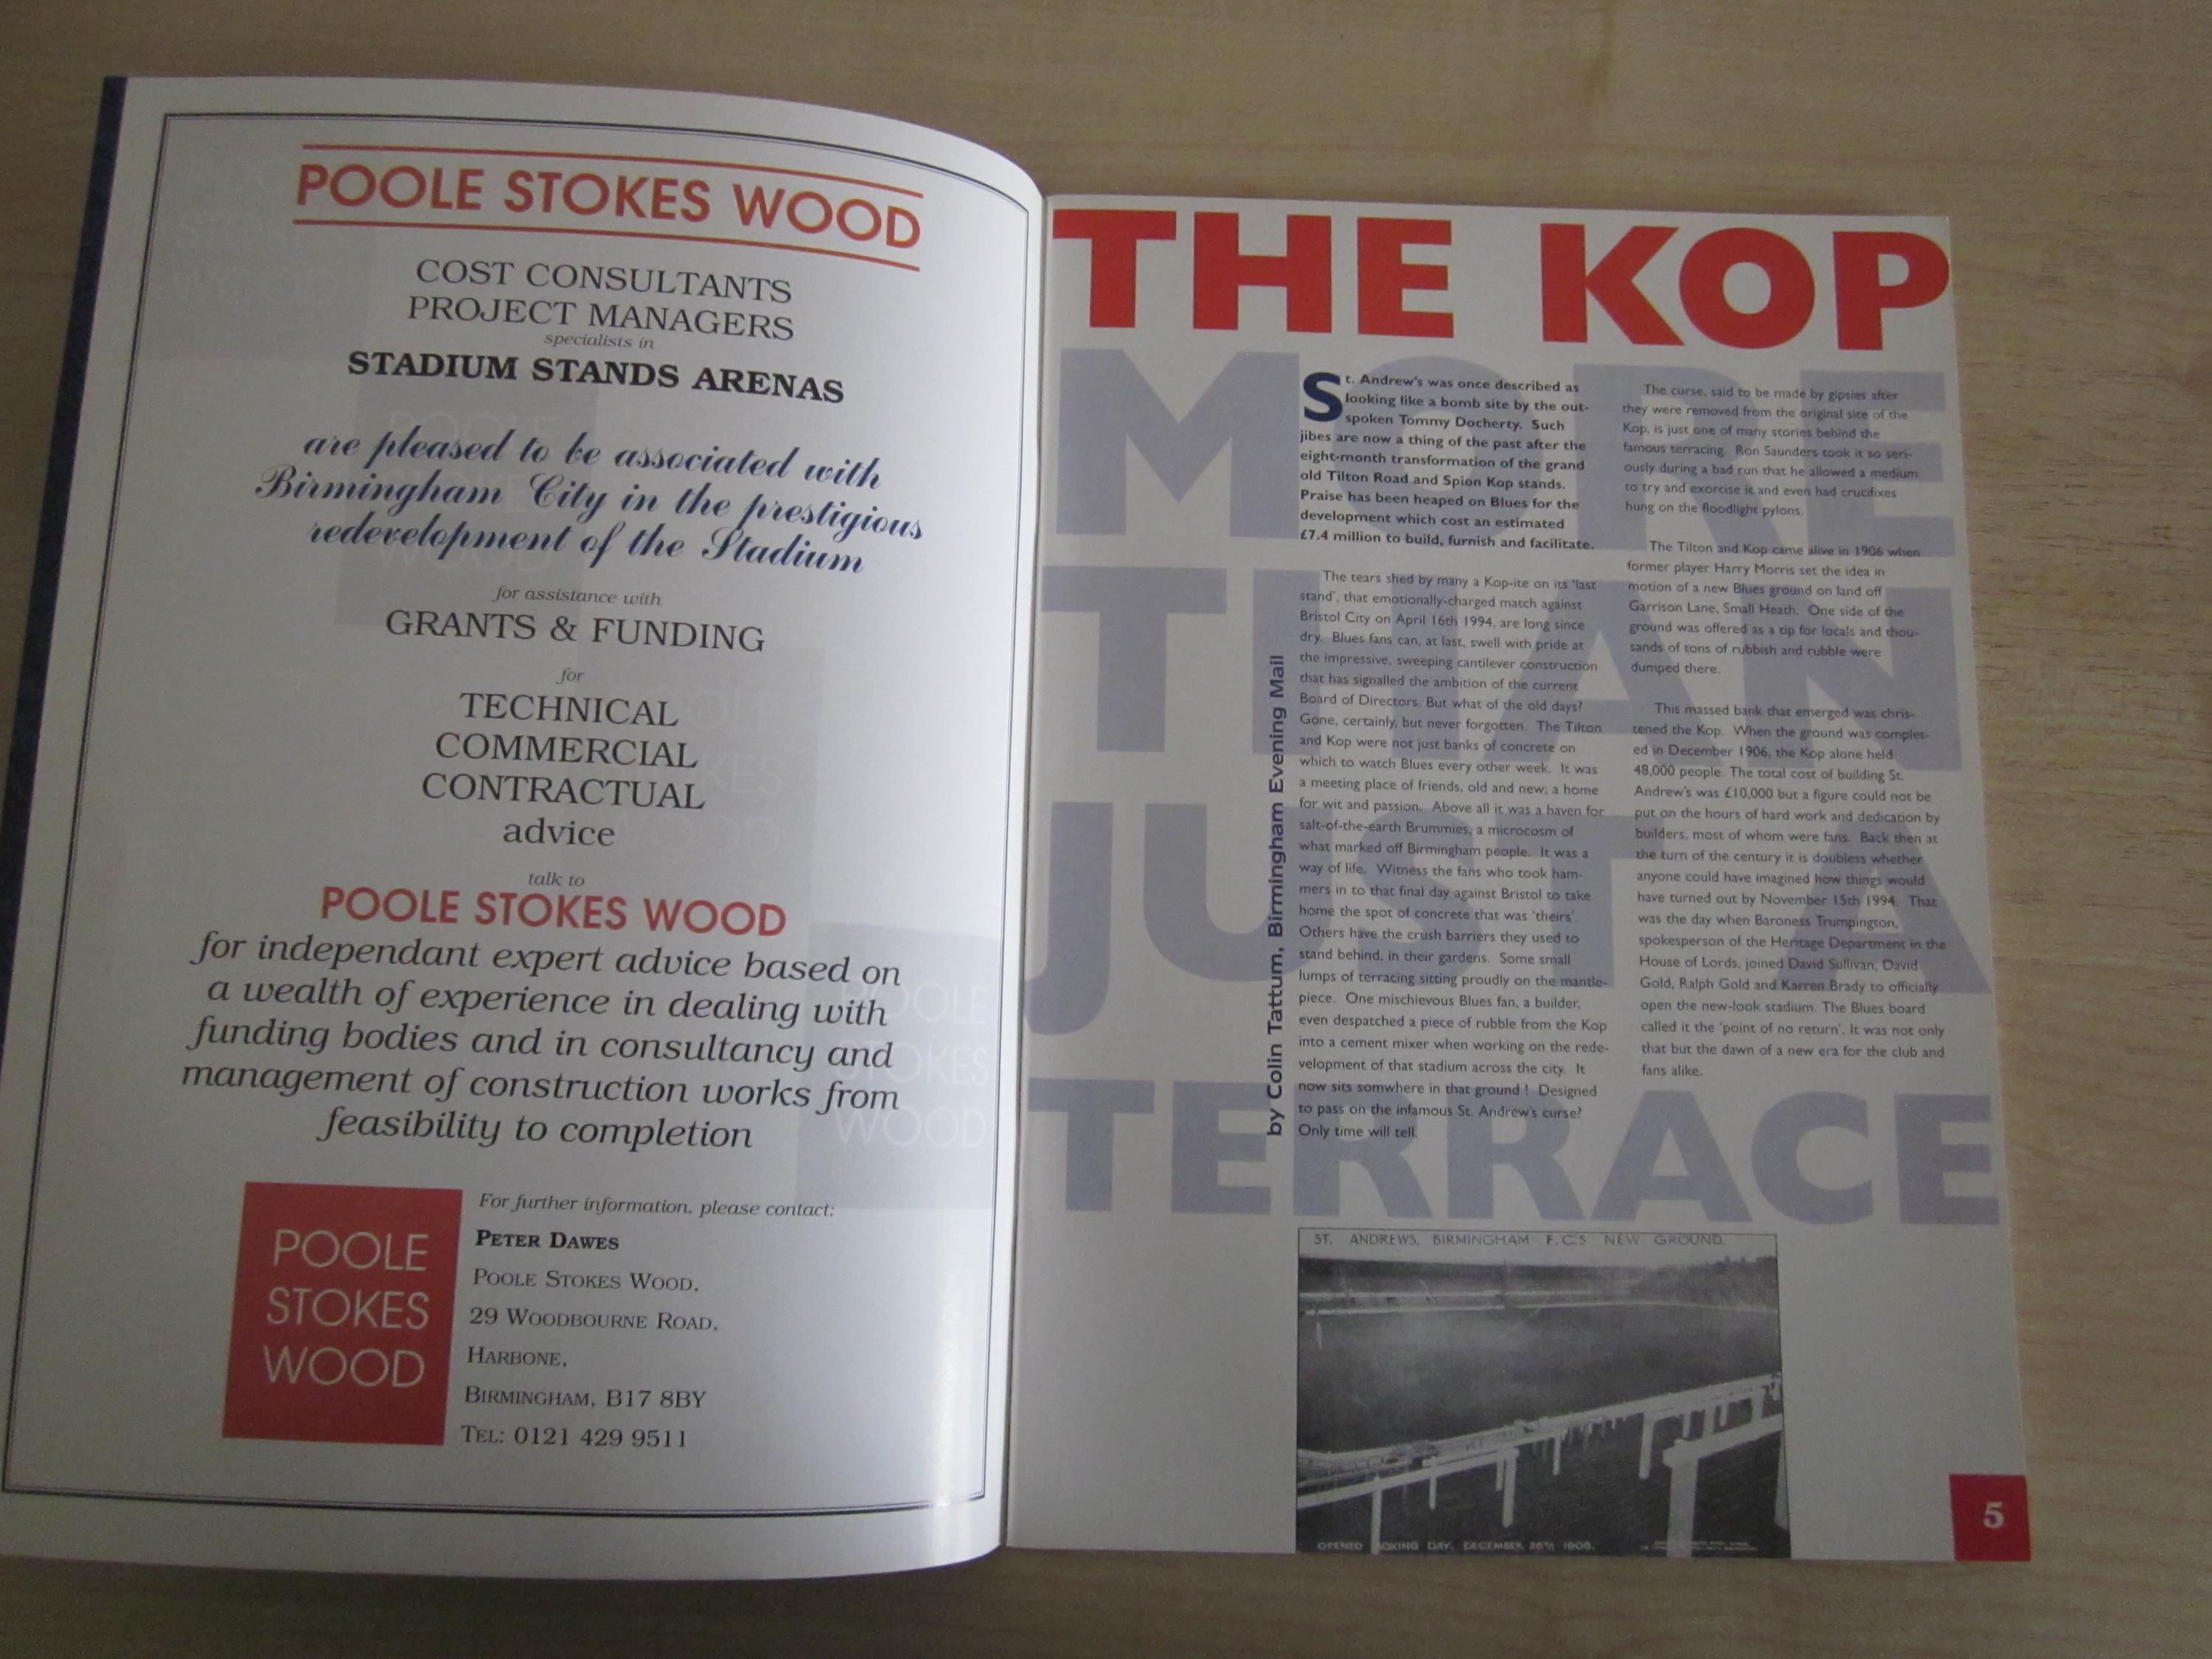 POOLE STOKES WOOD
COST CONSULTANTS
PROJECT MANAGERS
specialists in
STADIUM STANDS ARENAS
are pleased to be associated with
Birmingham City in the prestigious
redevelopment of the Stadium
for assistance with
GRANTS & FUNDING
for
TECHNICAL
COMMERCIAL
CONTRACTUAL
advice
talk to
POOLE STOKES WOOD
for independant expert advice based on
a wealth of experience in dealing with
funding bodies and in consultancy and
management of construction works from
feasibility to completion
POOLE
STOKES
WOOD
For further information, please contact:
PETER DAWES
POOLE STOKES WOOD,
29 WOODBOURNE ROAD,
HARBONE,
BIRMINGHAM, B17 8BY
TEL: 0121 429 9511
THE KOP
MORE
THAN
JUST A
TERRACE
by Colin Tattum, Birmingham Evening Mail
St. Andrew's was once described as
looking like a bomb site by the out-
spoken Tommy Docherty. Such
jibes are now a thing of the past after the
eight-month transformation of the grand
old Tilton Road and Spion Kop stands.
Praise has been heaped on Blues for the
development which cost an estimated
£7.4 million to build, furnish and facilitate.
The tears shed by many a Kop-ite on its 'last
stand', that emotionally-charged match against
Bristol City on April 16th 1994, are long since
dry. Blues fans can, at last, swell with pride at
the impressive, sweeping cantilever construction
that has signalled the ambition of the current
Board of Directors. But what of the old days?
Gone, certainly, but never forgotten. The Tilton
and Kop were not just banks of concrete on
which to watch Blues every other week. It was
a meeting place of friends, old and new; a home
for wit and passion. Above all it was a haven for
salt-of-the-earth Brummies, a microcosm of
what marked off Birmingham people. It was a
way of life. Witness the fans who took ham-
mers in to that final day against Bristol to take
home the spot of concrete that was 'theirs'.
Others have the crush barriers they used to
stand behind, in their gardens. Some small
lumps of terracing sitting proudly on the mantle-
piece. One mischievous Blues fan, a builder,
even despatched a piece of rubble from the Kop
into a cement mixer when working on the rede-
velopment of that stadium across the city. It
now sits somwhere in that ground ! Designed
to pass on the infamous St. Andrew's curse?
Only time will tell.
The curse, said to be made by gipsies after
they were removed from the original site of the
Kop, is just one of many stories behind the
famous terracing. Ron Saunders took it so seri-
ously during a bad run that he allowed a medium
to try and exorcise it and even had crucifixes
hung on the floodlight pylons.
The Tilton and Kop came alive in 1906 when
former player Harry Morris set the idea in
motion of a new Blues ground on land off
Garrison Lane, Small Heath. One side of the
ground was offered as a tip for locals and thou-
sands of tons of rubbish and rubble were
dumped there.
This massed bank that emerged was chris-
tened the Kop. When the ground was complet-
ed in December 1906, the Kop alone held
48,000 people. The total cost of building St.
Andrew's was £10,000 but a figure could not be
put on the hours of hard work and dedication by
builders, most of whom were fans. Back then at
the turn of the century it is doubless whether
anyone could have imagined how things would
have turned out by November 15th 1994. That
was the day when Baroness Trumpington,
spokesperson of the Heritage Department in the
House of Lords, joined David Sullivan, David
Gold, Ralph Gold and Karren Brady to officially
open the new-look stadium. The Blues board
called it the 'point of no return'. It was not only
that but the dawn of a new era for the club and
fans alike.
ST. ANDREWS, BIRMINGHAM F.C'S NEW GROUND.
OPENED BOXING DAY, DECEMBER 26TH 1906.
5